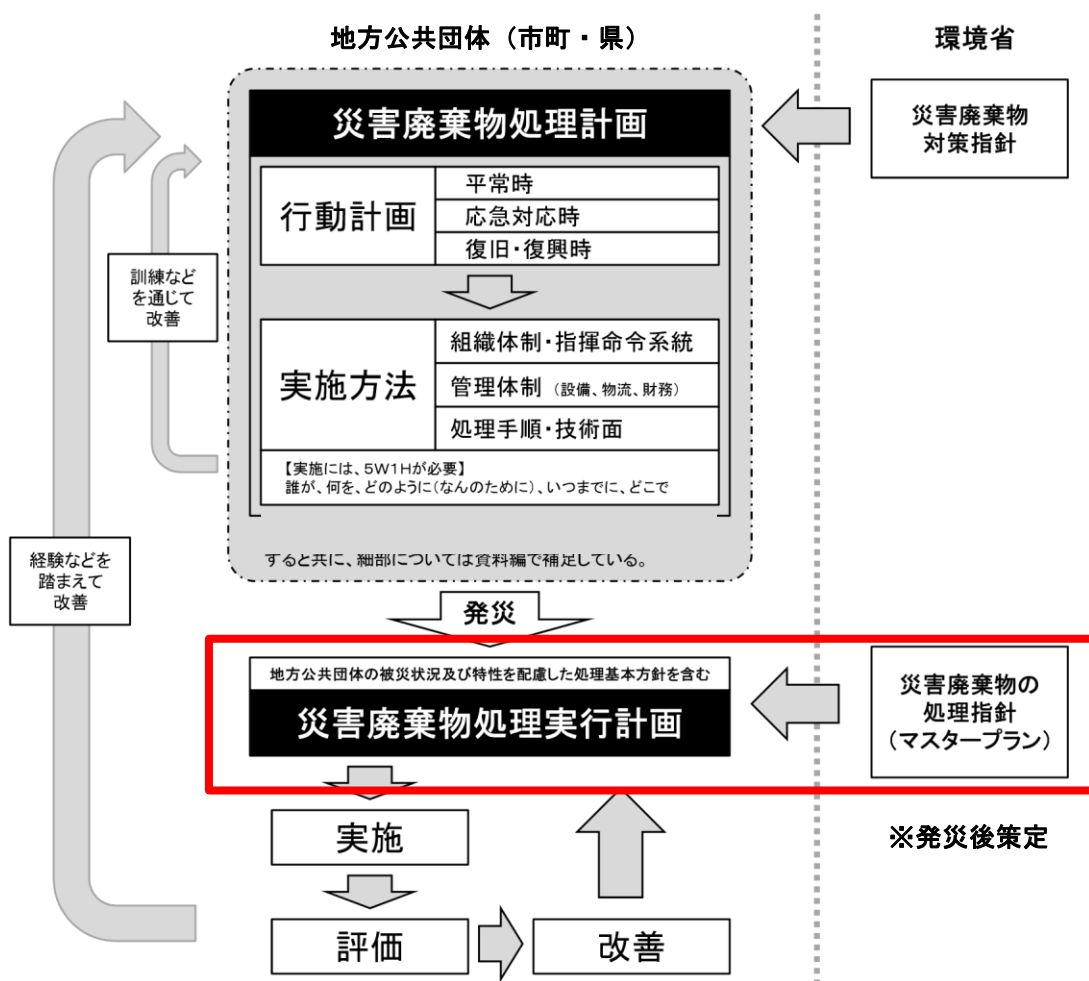 地方公共団体（市町・県）
環境省
災害廃棄物処理計画
災害廃棄物
対策指針
行動計画
平常時
応急対応時
復旧・復興時
訓練など
を通じて
改善
実施方法
組織体制・指揮命令系統
管理体制（設備、物流、財務）
処理手順・技術面
【実施には、5W1Hが必要】
誰が、何を、どのように(なんのために)、いつまでに、どこで
すると共に、細部については資料編で補足している。
経験などを
踏まえて
改善
発災
地方公共団体の被災状況及び特性を配慮した処理基本方針を含む
災害廃棄物処理実行計画
災害廃棄物の
処理指針
（マスタープラン）
※発災後策定
実施
評価
改善